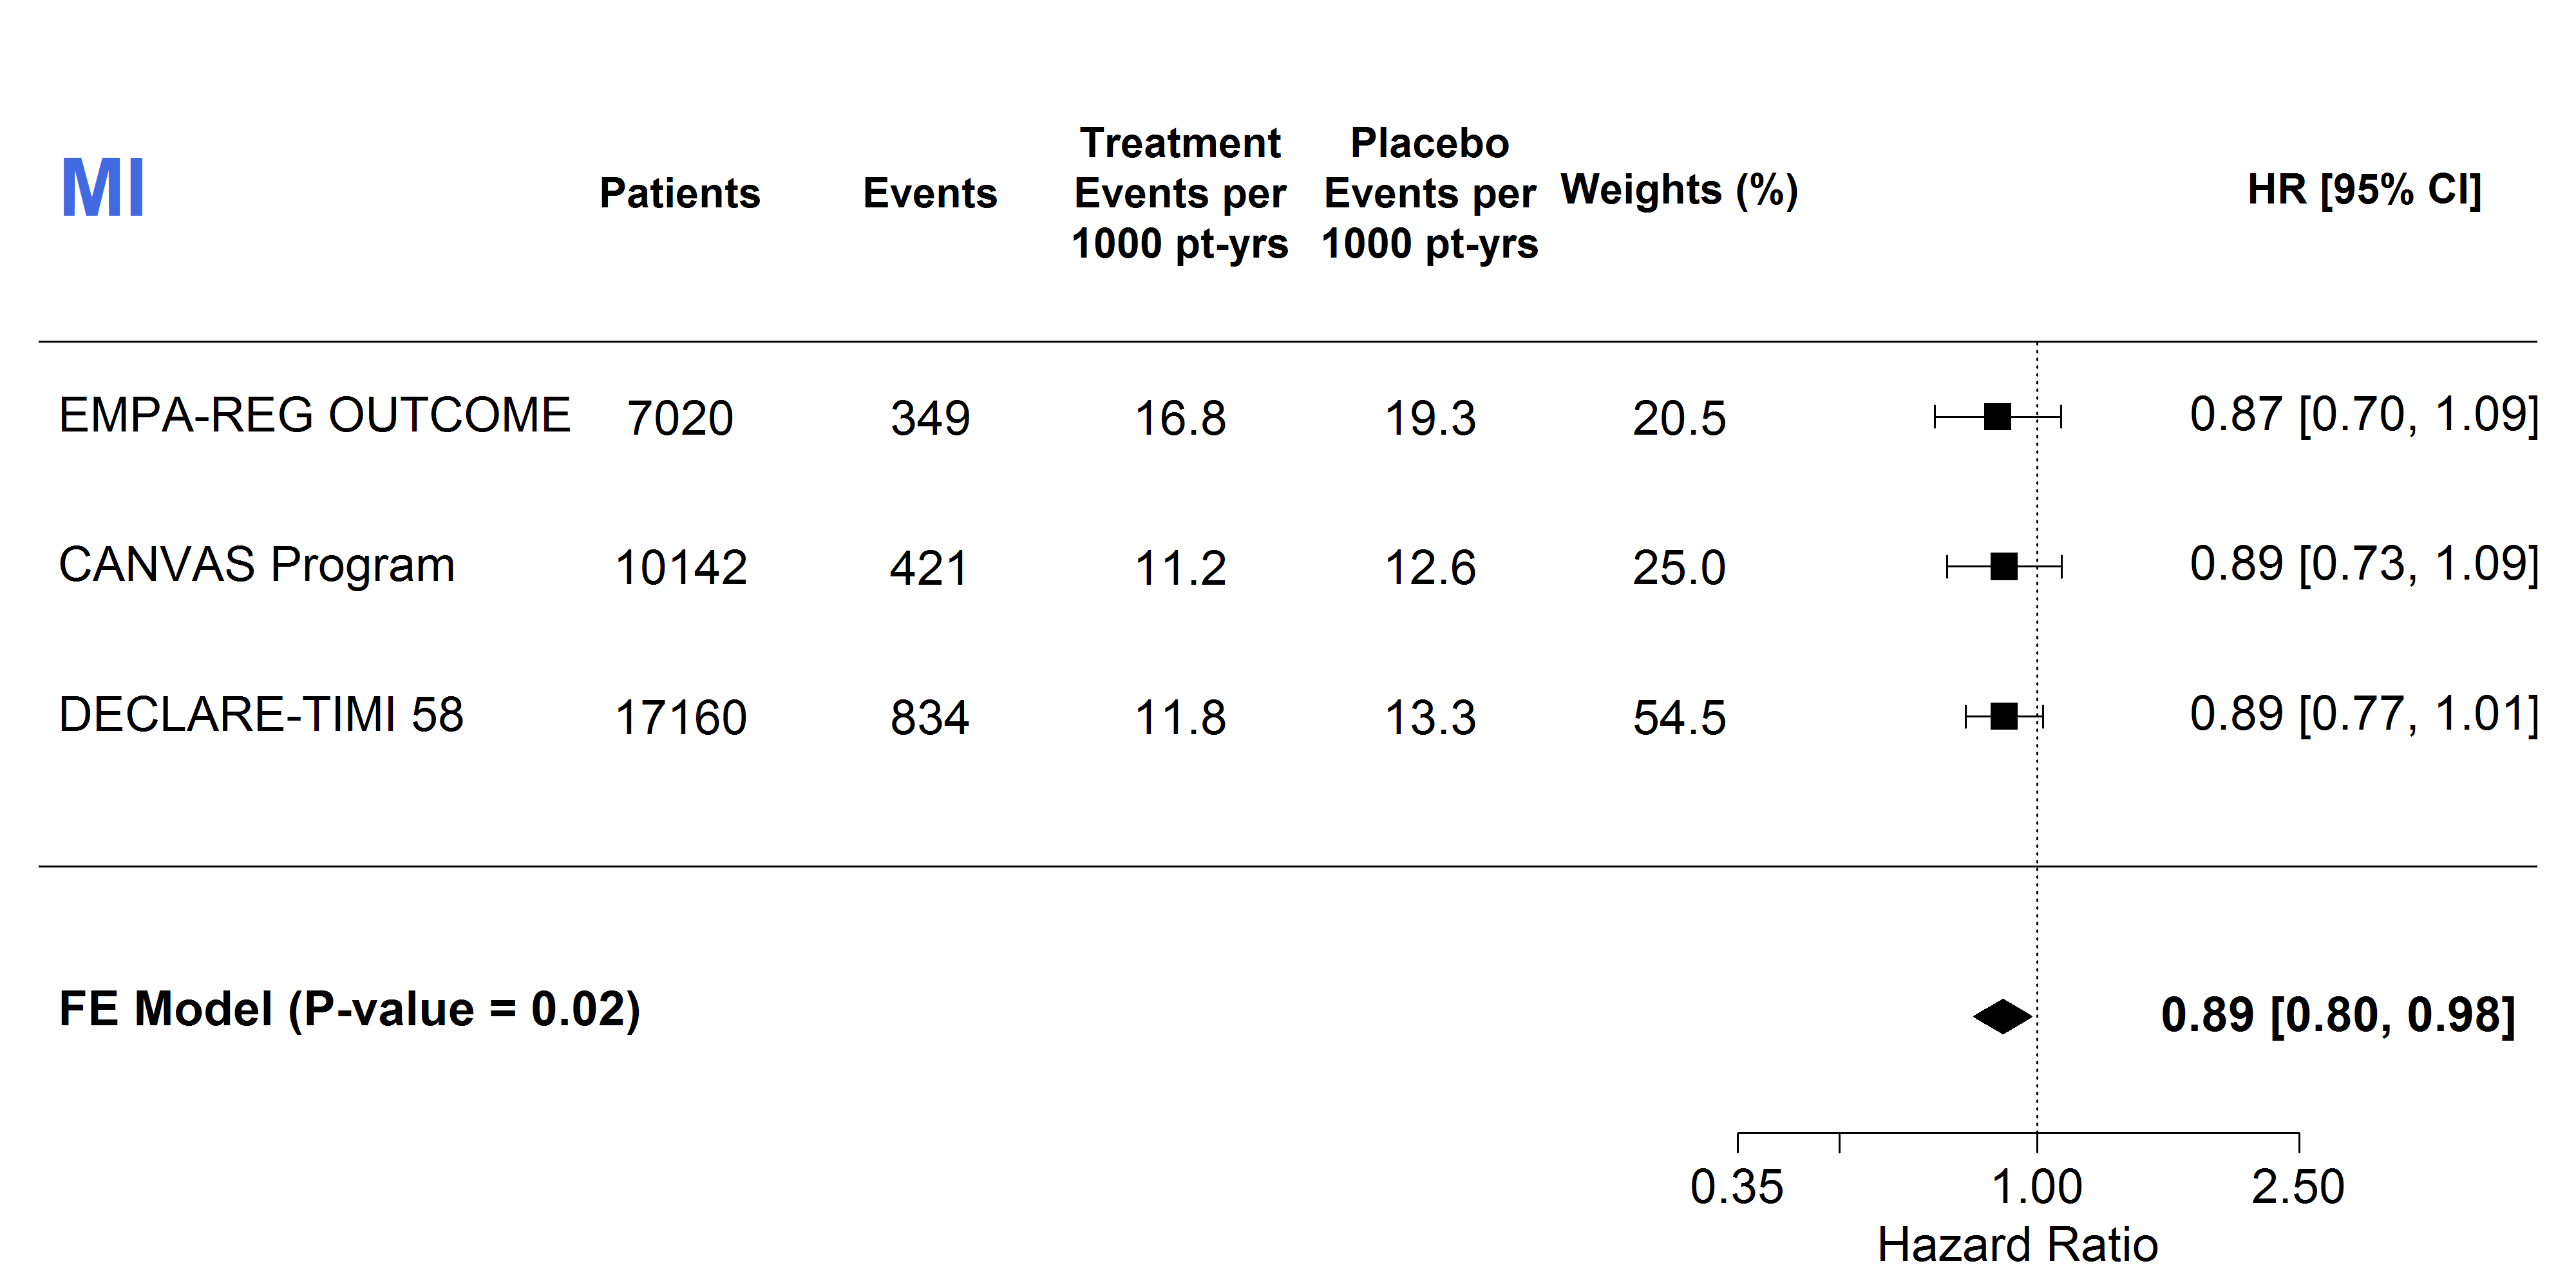 MI
Patients
Events
Treatment
Events per
1000 pt-yrs
Placebo
Events per
1000 pt-yrs
Weights (%)
HR [95% CI]
EMPA-REG OUTCOME 7020 349 16.8 19.3 20.5 0.87 [0.70, 1.09]
CANVAS Program 10142 421 11.2 12.6 25.0 0.89 [0.73, 1.09]
DECLARE-TIMI 58 17160 834 11.8 13.3 54.5 0.89 [0.77, 1.01]
FE Model (P-value = 0.02) 0.89 [0.80, 0.98]
0.35 1.00 2.50
Hazard Ratio